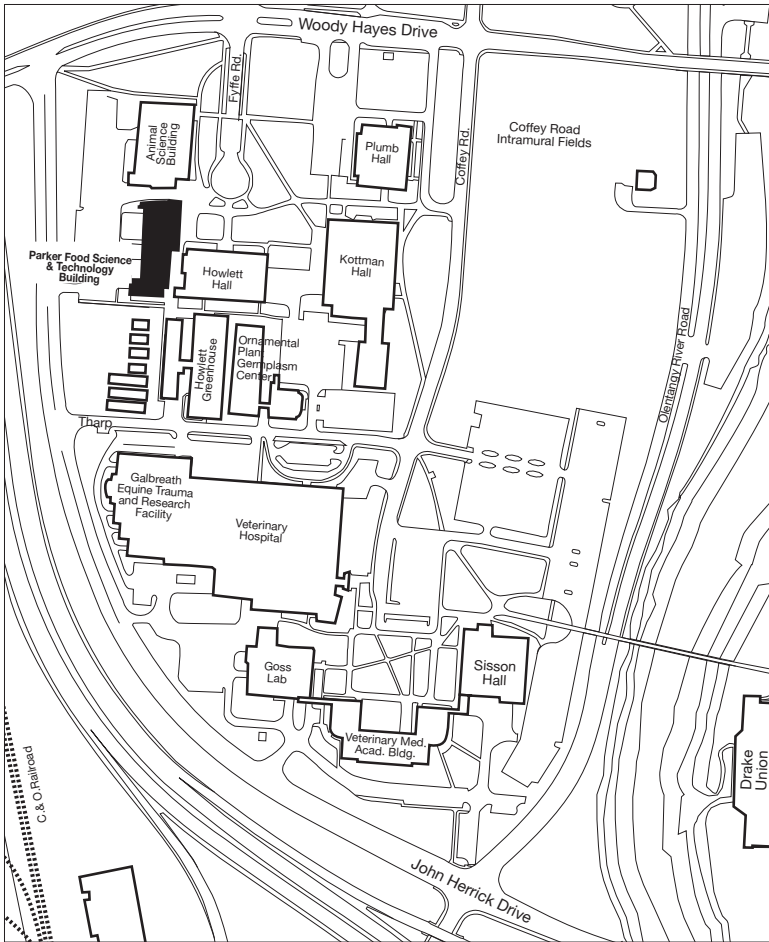 Woody Hayes Drive
Fyffe Rd.
Animal
Science
Building
Plumb
Hall
Coffey Rd.
Coffey Road
Intramural Fields
Parker Food Science
& Technology
Building
Howlett
Hall
Kottman
Hall
Howlett
Greenhouse
Ornamental
Plant
Germplasm
Center
Olentangy River Road
Tharp
Galbreath
Equine Trauma
and Research
Facility
Veterinary
Hospital
Goss
Lab
Sisson
Hall
Veterinary Med.
Acad. Bldg.
Drake
Union
C.& O.Railroad
John Herrick Drive